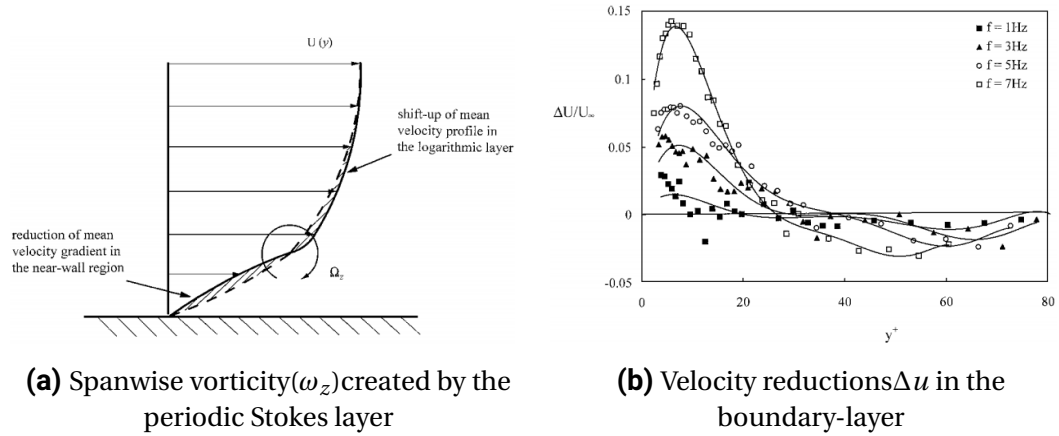 U (y)
shift-up of mean
velocity profile in
the logarithmic layer
reduction of mean
velocity gradient in
the near-wall region
Ωz
(a) Spanwise vorticity(ωz)created by the
periodic Stokes layer
0.15
0.1
0.05
0
-0.05
ΔU/U∞
f = 1Hz
f = 3Hz
f = 5Hz
f = 7Hz
0 20 40 60 80
y+
(b) Velocity reductionsΔu in the
boundary-layer